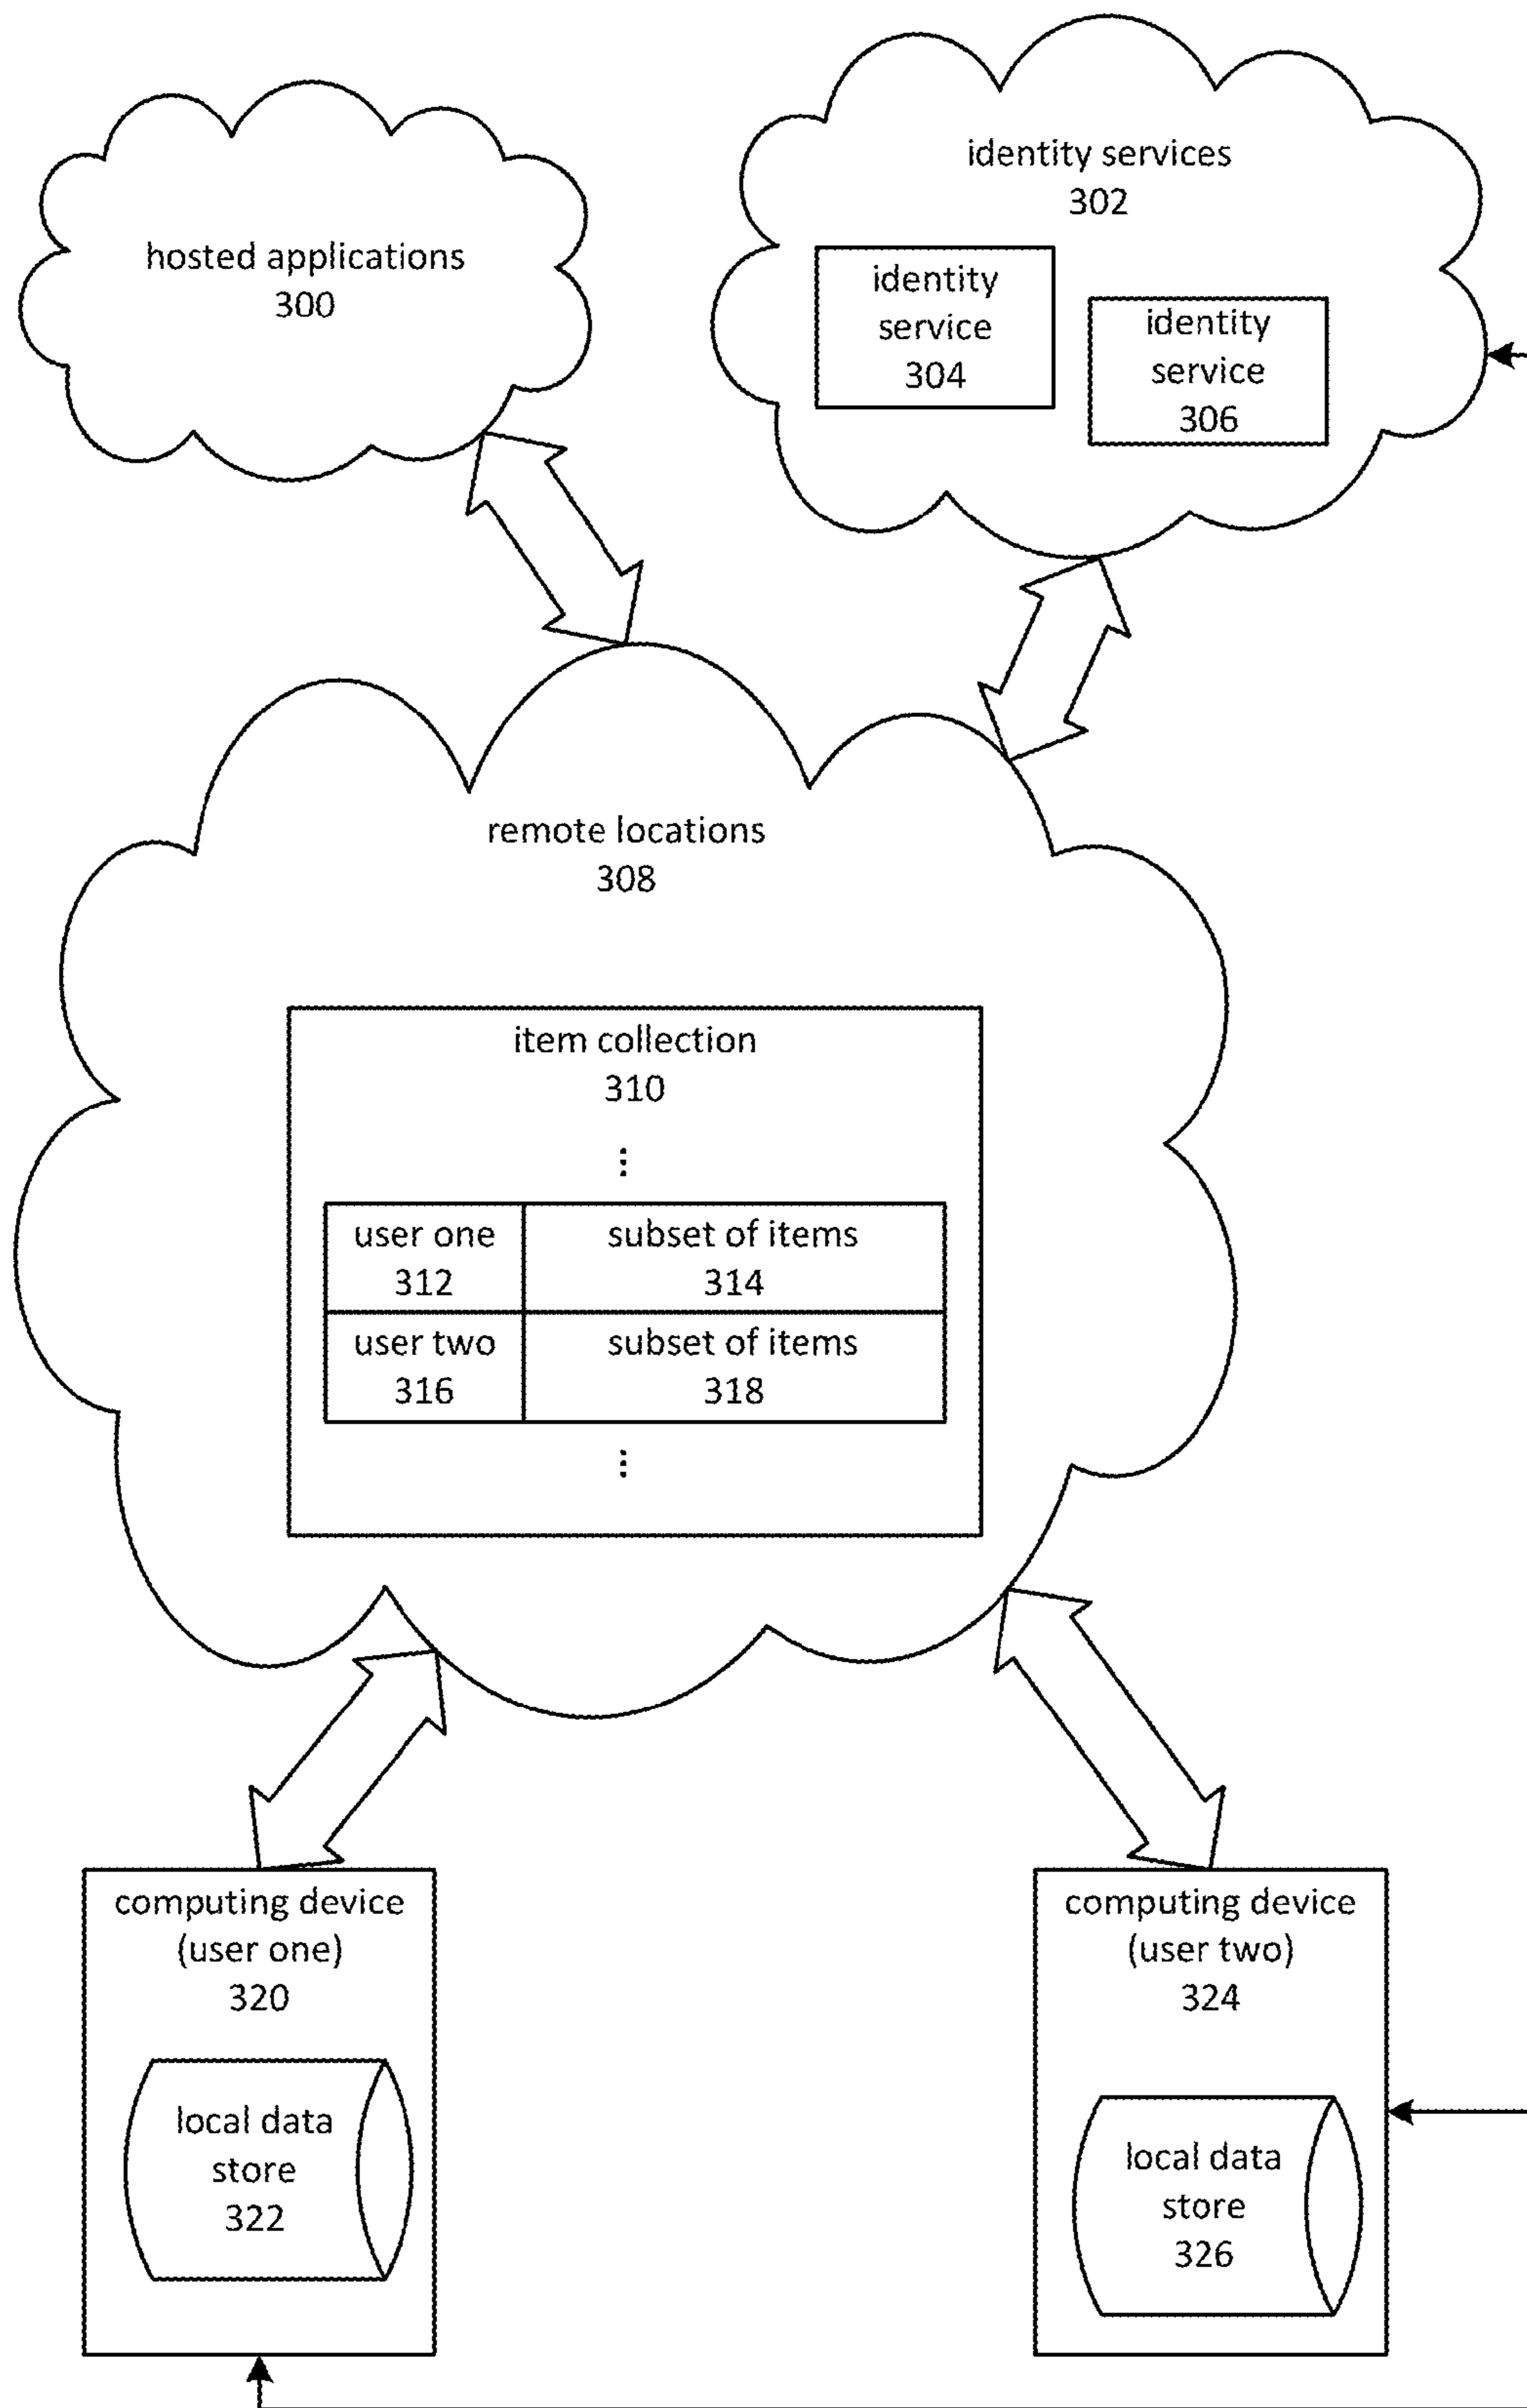 hosted applications
300
identity services
302
identity
service
304
identity
service
306
remote locations
308
item collection
310
⋮
user one
312
subset of items
314
user two
316
subset of items
318
⋮
computing device
(user one)
320
local data
store
322
computing device
(user two)
324
local data
store
326